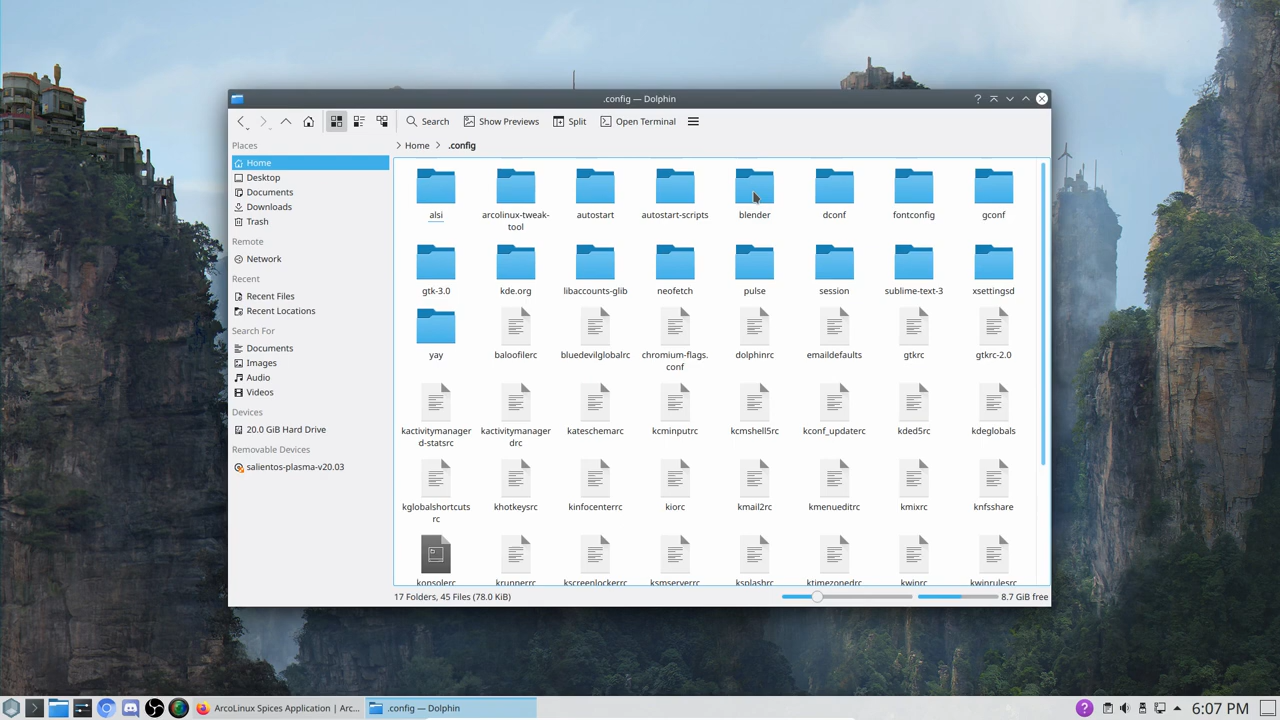 .config — Dolphin
Search
Show Previews
Split
Open Terminal
Places
Home
Desktop
Documents
Downloads
Trash
Remote
Network
Recent
Recent Files
Recent Locations
Search For
Documents
Images
Audio
Videos
Devices
20.0 GiB Hard Drive
Removable Devices
salientos-plasma-v20.03
Home
.config
alsi
arcolinux-tweak-
tool
autostart
autostart-scripts
blender
dconf
fontconfig
gconf
gtk-3.0
kde.org
libaccounts-glib
neofetch
pulse
session
sublime-text-3
xsettingsd
yay
baloofilerc
bluedevilglobalrc
chromium-flags.
conf
dolphinrc
emaildefaults
gtkrc
gtkrc-2.0
kactivitymanager
d-statsrc
kactivitymanager
drc
kateschemarc
kcminputrc
kcmshell5rc
kconf_updaterc
kded5rc
kdeglobals
kglobalshortcuts
rc
khotkeysrc
kinfocenterrc
kiorc
kmail2rc
kmenueditrc
kmixrc
knfsshare
konsolerc
krunnerrc
kscreenlockerrc
ksmserverrc
ksplashrc
ktimezonedrc
kwinrc
kwinrulesrc
17 Folders, 45 Files (78.0 KiB)
8.7 GiB free
ArcoLinux Spices Application | Arc...
.config — Dolphin
6:07 PM